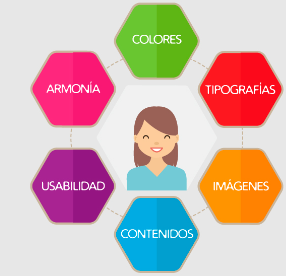 COLORES
ARMONÍA
TIPOGRAFÍAS
USABILIDAD
IMÁGENES
CONTENIDOS